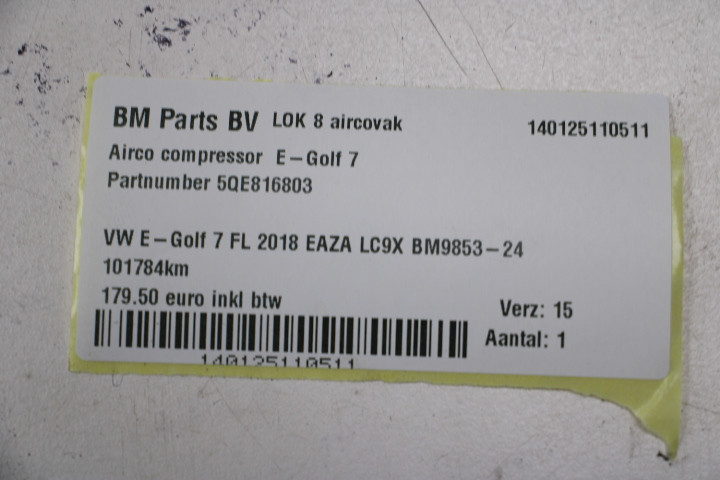 BM Parts BV LOK 8 aircovak 140125110511
Airco compressor E-Golf 7
Partnumber 5QE816803
VW E-Golf 7 FL 2018 EAZA LC9X BM9853-24
101784km
179.50 euro inkl btw
Verz: 15
Aantal: 1
140125110511